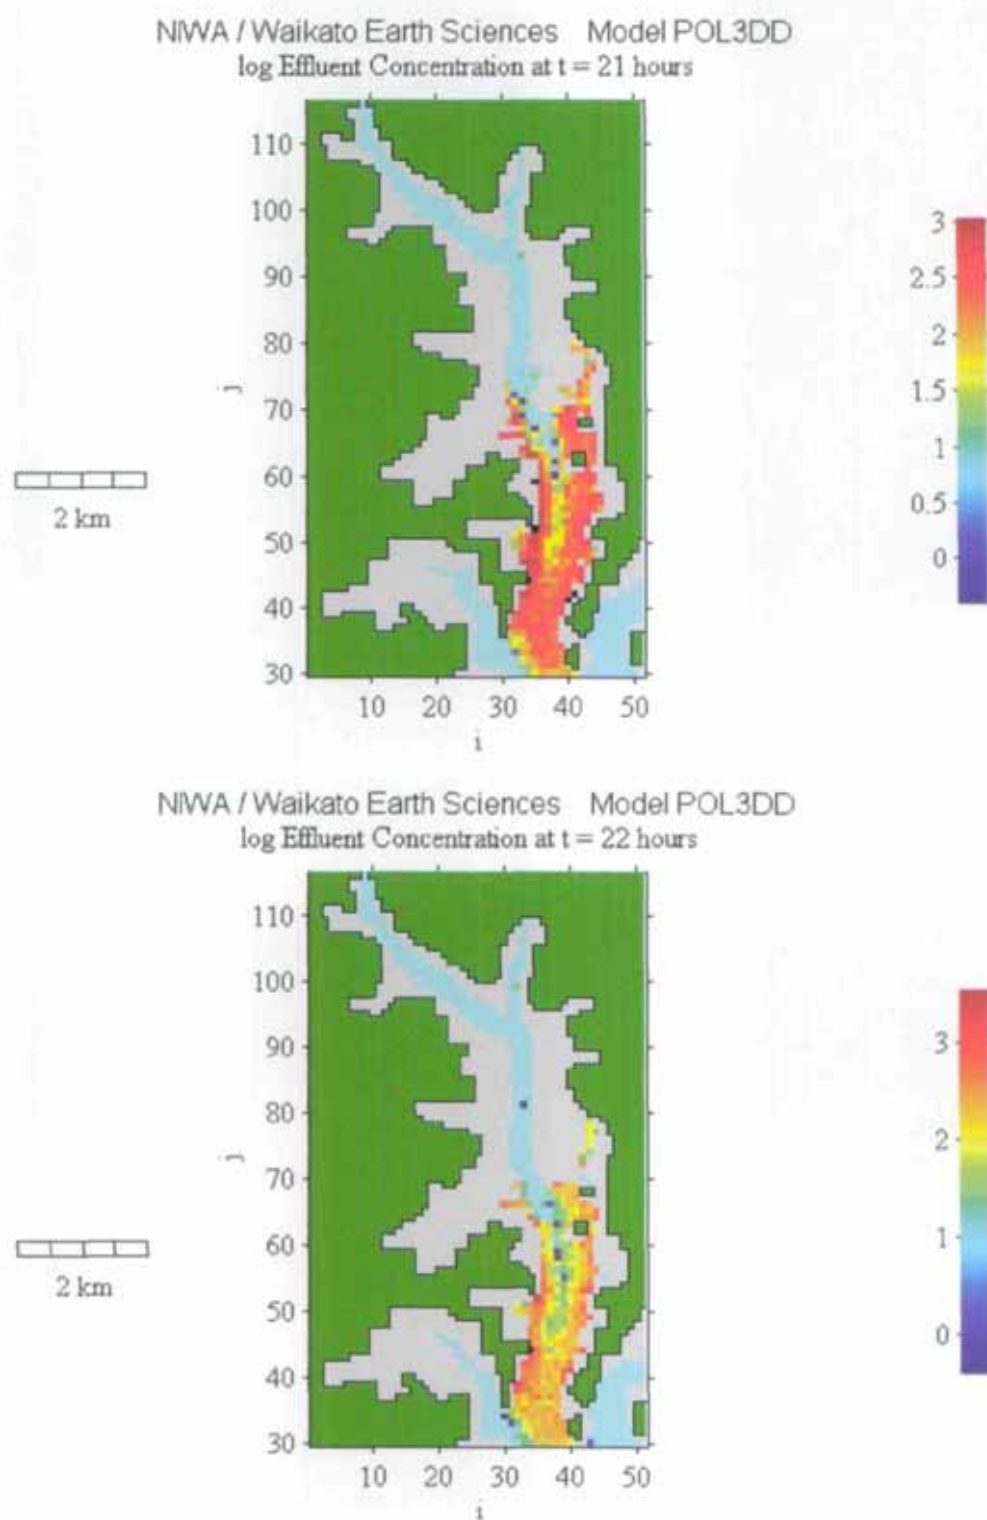 NIWA / Waikato Earth Sciences Model POL3DD
log Effluent Concentration at t = 21 hours
110
100
90
80
70
60
50
40
30
j
10 20 30 40 50
i
2 km
3
2.5
2
1.5
1
0.5
0
NIWA / Waikato Earth Sciences Model POL3DD
log Effluent Concentration at t = 22 hours
110
100
90
80
70
60
50
40
30
j
10 20 30 40 50
i
2 km
3
2
1
0